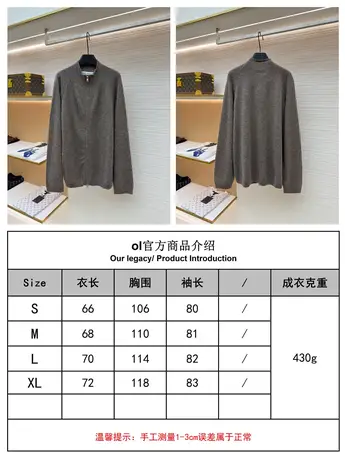 ol官方商品介绍
Our legacy/ Product Introduction
Size 衣长 胸围 袖长 / 成衣克重
S 66 106 80 /
M 68 110 81 /
L 70 114 82 / 430g
XL 72 118 83 /
温馨提示：手工测量1-3cm误差属于正常